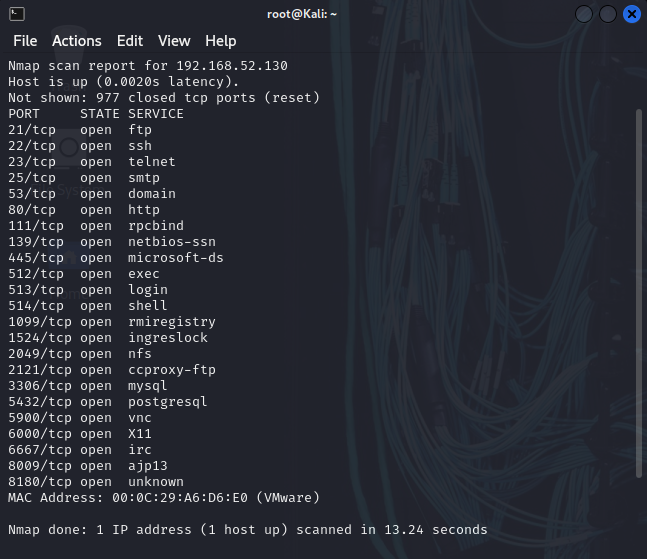 root@Kali: ~
File Actions Edit View Help
Nmap scan report for 192.168.52.130
Host is up (0.0020s latency).
Not shown: 977 closed tcp ports (reset)
PORT     STATE SERVICE
21/tcp   open  ftp
22/tcp   open  ssh
23/tcp   open  telnet
25/tcp   open  smtp
53/tcp   open  domain
80/tcp   open  http
111/tcp  open  rpcbind
139/tcp  open  netbios-ssn
445/tcp  open  microsoft-ds
512/tcp  open  exec
513/tcp  open  login
514/tcp  open  shell
1099/tcp open  rmiregistry
1524/tcp open  ingreslock
2049/tcp open  nfs
2121/tcp open  ccproxy-ftp
3306/tcp open  mysql
5432/tcp open  postgresql
5900/tcp open  vnc
6000/tcp open  X11
6667/tcp open  irc
8009/tcp open  ajp13
8180/tcp open  unknown
MAC Address: 00:0C:29:A6:D6:E0 (VMware)
Nmap done: 1 IP address (1 host up) scanned in 13.24 seconds